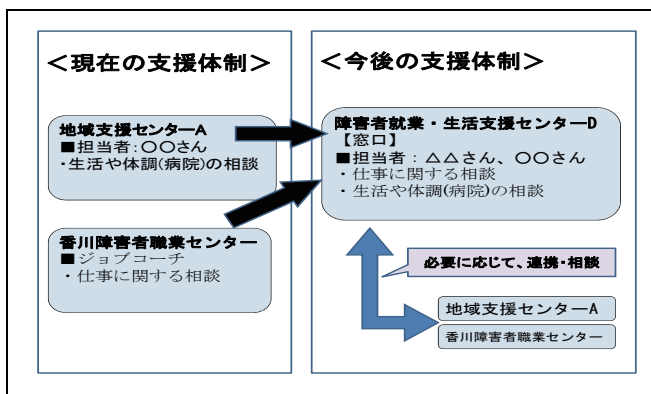 ＜現在の支援体制＞
地域支援センターA
■担当者：〇〇さん
・生活や体調(病院)の相談
香川障害者職業センター
■ジョブコーチ
・仕事に関する相談
＜今後の支援体制＞
障害者就業・生活支援センターD
【窓口】
■担当者：△△さん、〇〇さん
・仕事に関する相談
・生活や体調(病院)の相談
必要に応じて、連携・相談
地域支援センターA
香川障害者職業センター